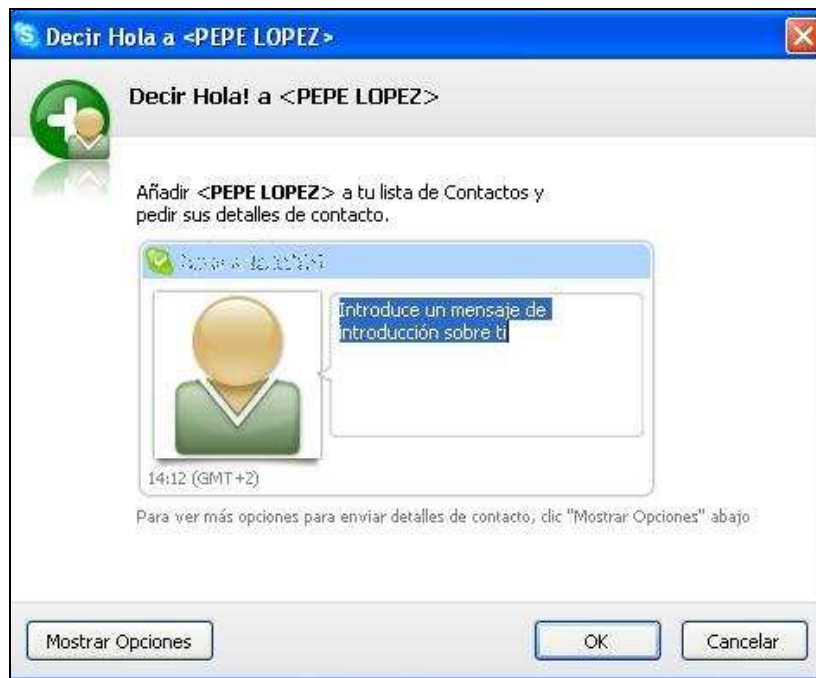 Decir Hola a <PEPE LOPEZ>
Decir Hola! a <PEPE LOPEZ>
Añadir <PEPE LOPEZ> a tu lista de Contactos y
pedir sus detalles de contacto.
Introduce un mensaje de
introducción sobre ti
14:12 (GMT+2)
Para ver más opciones para enviar detalles de contacto, clic "Mostrar Opciones" abajo
Mostrar Opciones OK Cancelar